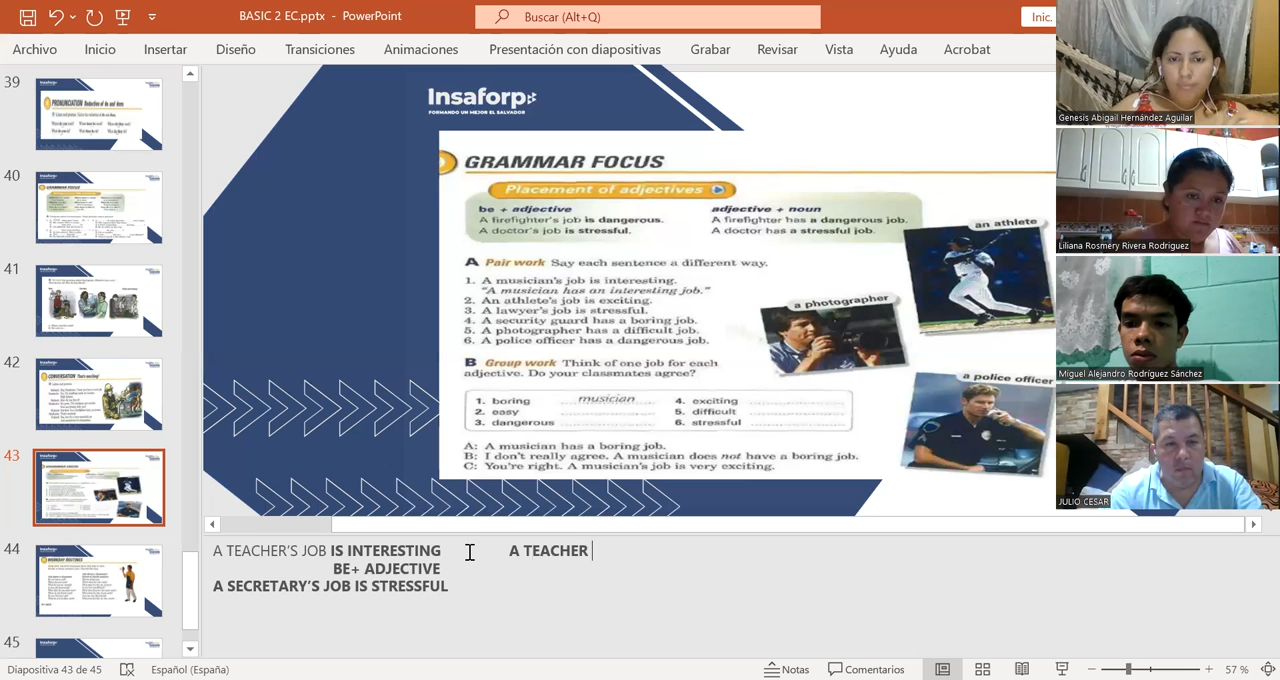 BASIC 2 EC.pptx - PowerPoint
Buscar (Alt+Q)
Inic.
Archivo Inicio Insertar Diseño Transiciones Animaciones Presentación con diapositivas Grabar Revisar Vista Ayuda Acrobat
39
40
41
42
43
44
45
Insaforp
FORMANDO UN MEJOR EL SALVADOR
GRAMMAR FOCUS
Placement of adjectives
be + adjective
A firefighter's job is dangerous.
A doctor's job is stressful.
adjective + noun
A firefighter has a dangerous job.
A doctor has a stressful job.
A Pair work Say each sentence a different way.
1. A musician's job is interesting.
"A musician has an interesting job."
2. An athlete's job is exciting.
3. A lawyer's job is stressful.
4. A security guard has a boring job.
5. A photographer has a difficult job.
6. A police officer has a dangerous job.
B Group work Think of one job for each
adjective. Do your classmates agree?
1. boring musician
2. easy
3. dangerous
4. exciting
5. difficult
6. stressful
A: A musician has a boring job.
B: I don't really agree. A musician does not have a boring job.
C: You're right. A musician's job is very exciting.
an athlete
a photographer
a police officer
A TEACHER'S JOB IS INTERESTING A TEACHER
BE+ ADJECTIVE
A SECRETARY'S JOB IS STRESSFUL
Diapositiva 43 de 45 Español (España) Notas Comentarios 57 %
Genesis Abigail Hernández Aguilar
Liliana Rosmery Rivera Rodriguez
Miguel Alejandro Rodríguez Sánchez
JULIO CESAR